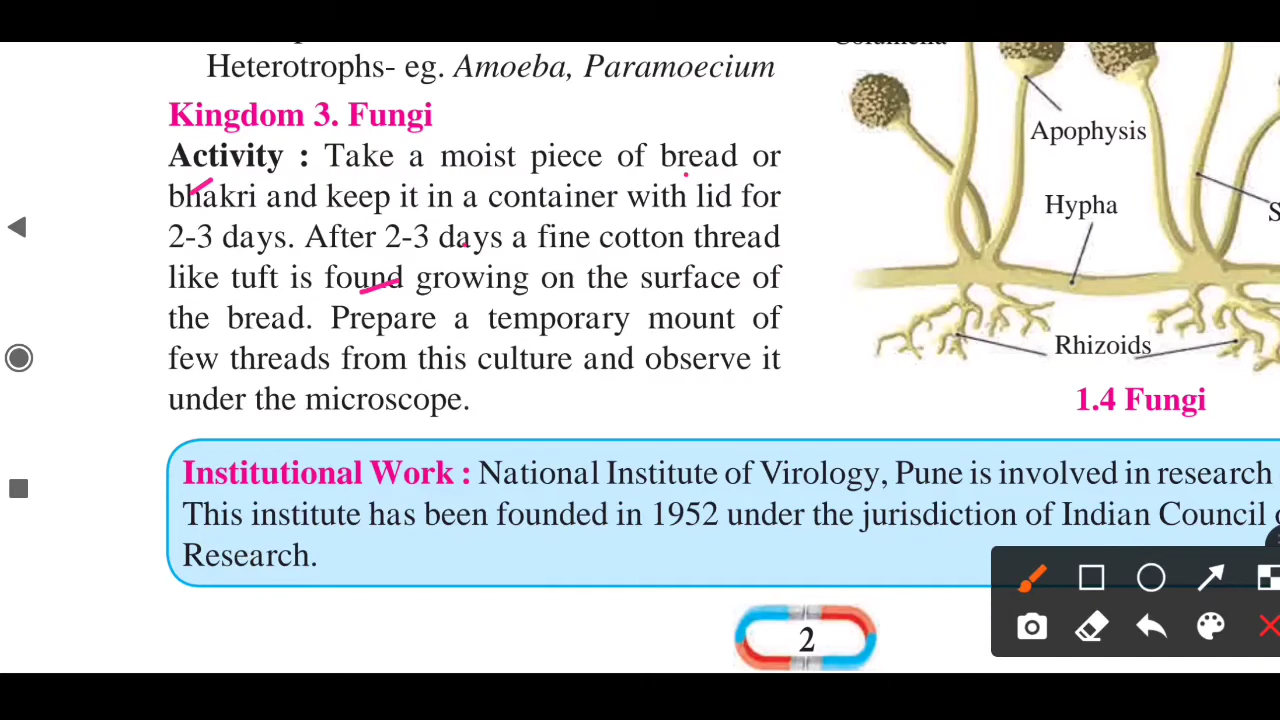 Heterotrophs- eg. Amoeba, Paramoecium
Kingdom 3. Fungi
Activity : Take a moist piece of bread or
bhakri and keep it in a container with lid for
2-3 days. After 2-3 days a fine cotton thread
like tuft is found growing on the surface of
the bread. Prepare a temporary mount of
few threads from this culture and observe it
under the microscope.
Columella
Apophysis
Hypha
S
Rhizoids
1.4 Fungi
Institutional Work : National Institute of Virology, Pune is involved in research
This institute has been founded in 1952 under the jurisdiction of Indian Council
Research.
2